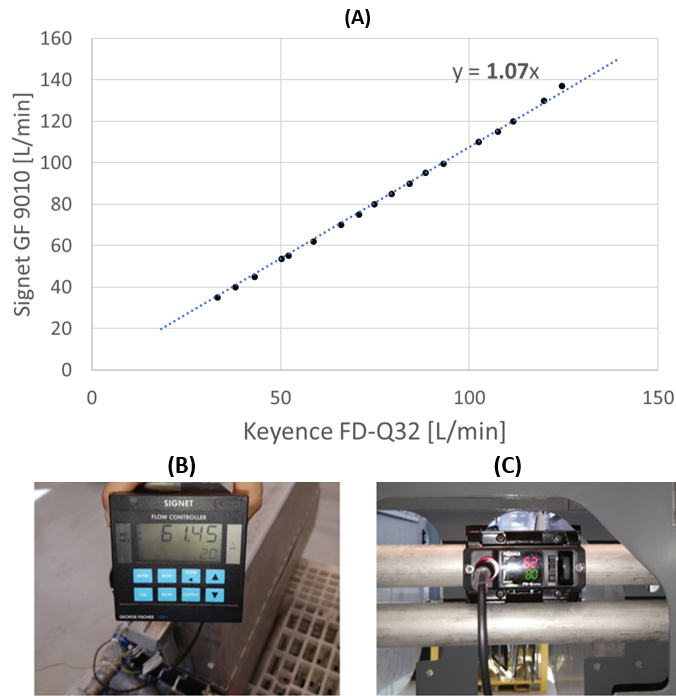 (A)
160
140
120
100
80
60
40
20
0
y = 1.07x
Signet GF 9010 [L/min]
0 50 100 150
Keyence FD-Q32 [L/min]
(B) (C)
SIGNET
FLOW CONTROLLER
61.45
20
GEORGE FISCHER
62
80